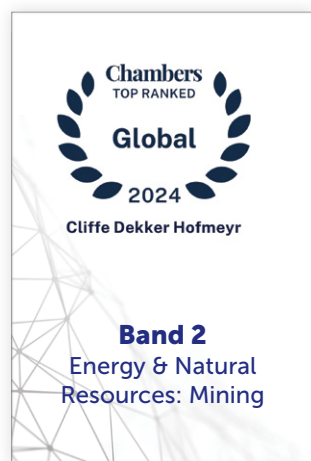 Chambers
TOP RANKED
Global
2024
Cliffe Dekker Hofmeyr
Band 2
Energy & Natural
Resources: Mining